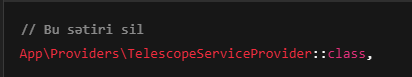 // Bu sətiri sil
App\Providers\TelescopeServiceProvider::class,